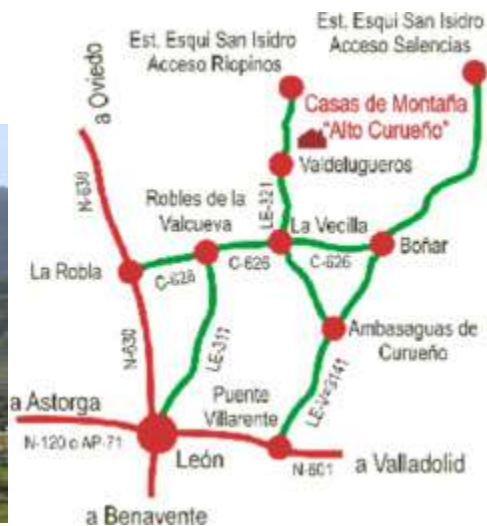 Est. Esqui San Isidro
Acceso Riopinos
Est. Esqui San Isidro
Acceso Salencias
a Oviedo
Casas de Montaña
"Alto Curueño"
Valdelugueros
N-630
Robles de la
Valcueva
LE-321
La Vecilla
Boñar
La Robla
C-626
C-626
C-626
N-630
LE-311
Ambasaguas de
Curueño
Puente
Villarente
a Astorga
N-120 o AP-71
León
N-601
a Valladolid
a Benavente